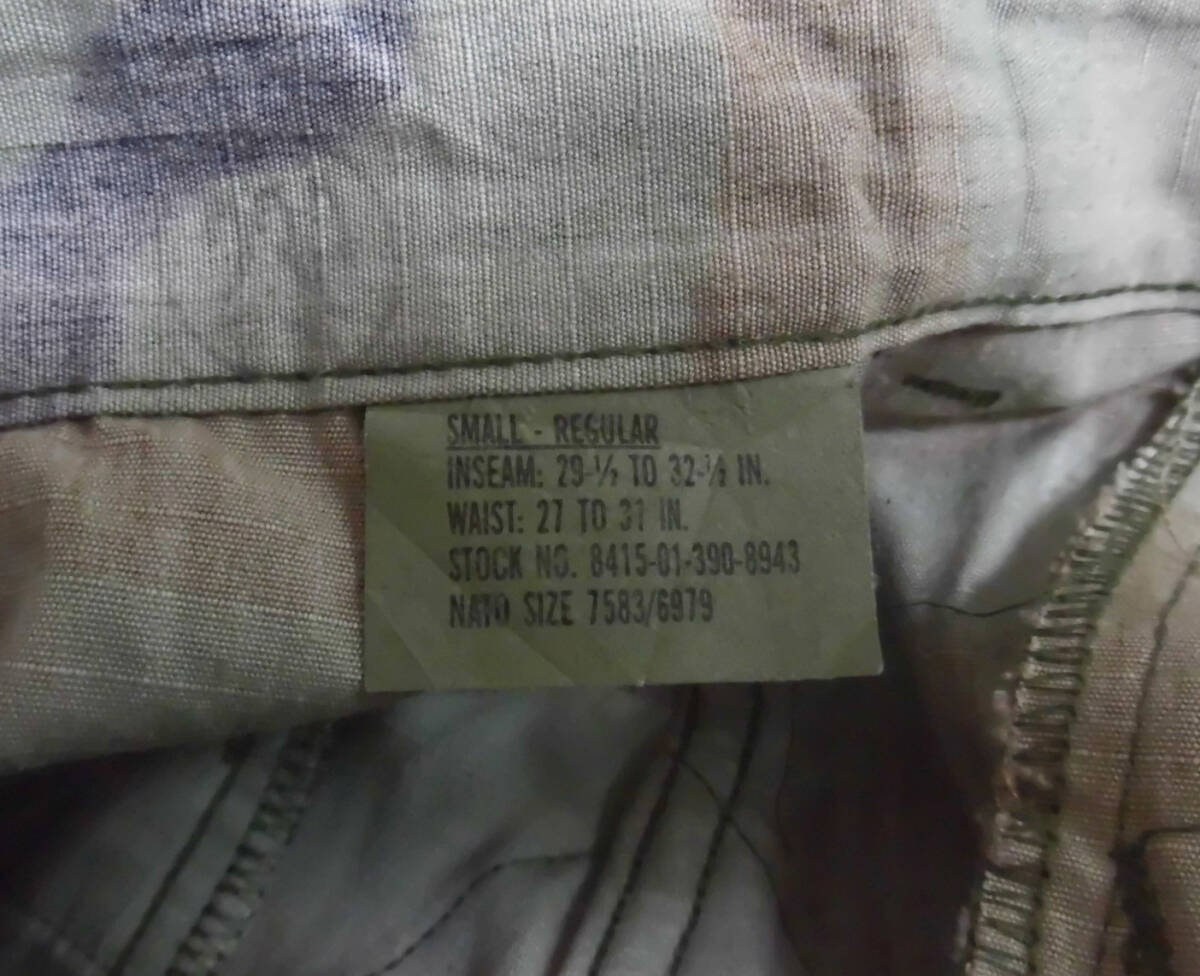 SMALL - REGULAR
INSEAM: 29-½ TO 32-½ IN.
WAIST: 27 TO 31 IN.
STOCK NO. 8415-01-390-8943
NATO SIZE 7583/6979